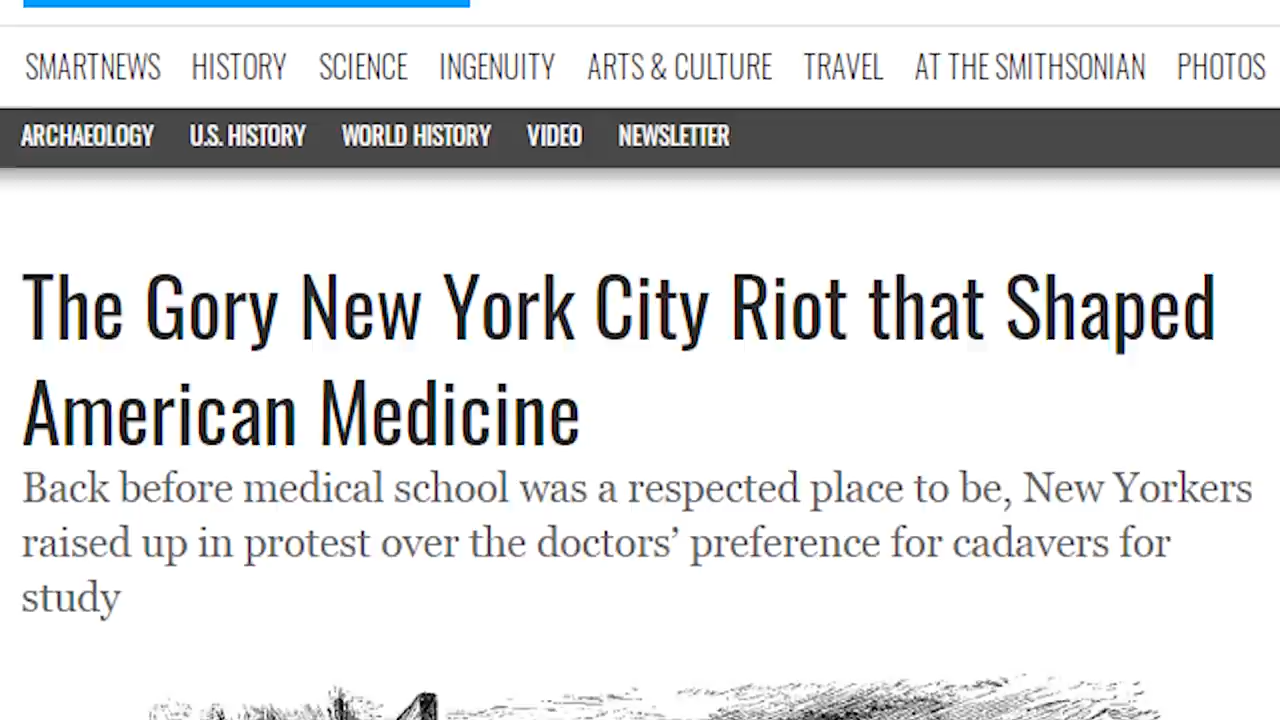 SMARTNEWS HISTORY SCIENCE INGENUITY ARTS & CULTURE TRAVEL AT THE SMITHSONIAN PHOTOS
ARCHAEOLOGY U.S. HISTORY WORLD HISTORY VIDEO NEWSLETTER
The Gory New York City Riot that Shaped
American Medicine
Back before medical school was a respected place to be, New Yorkers
raised up in protest over the doctors’ preference for cadavers for
study